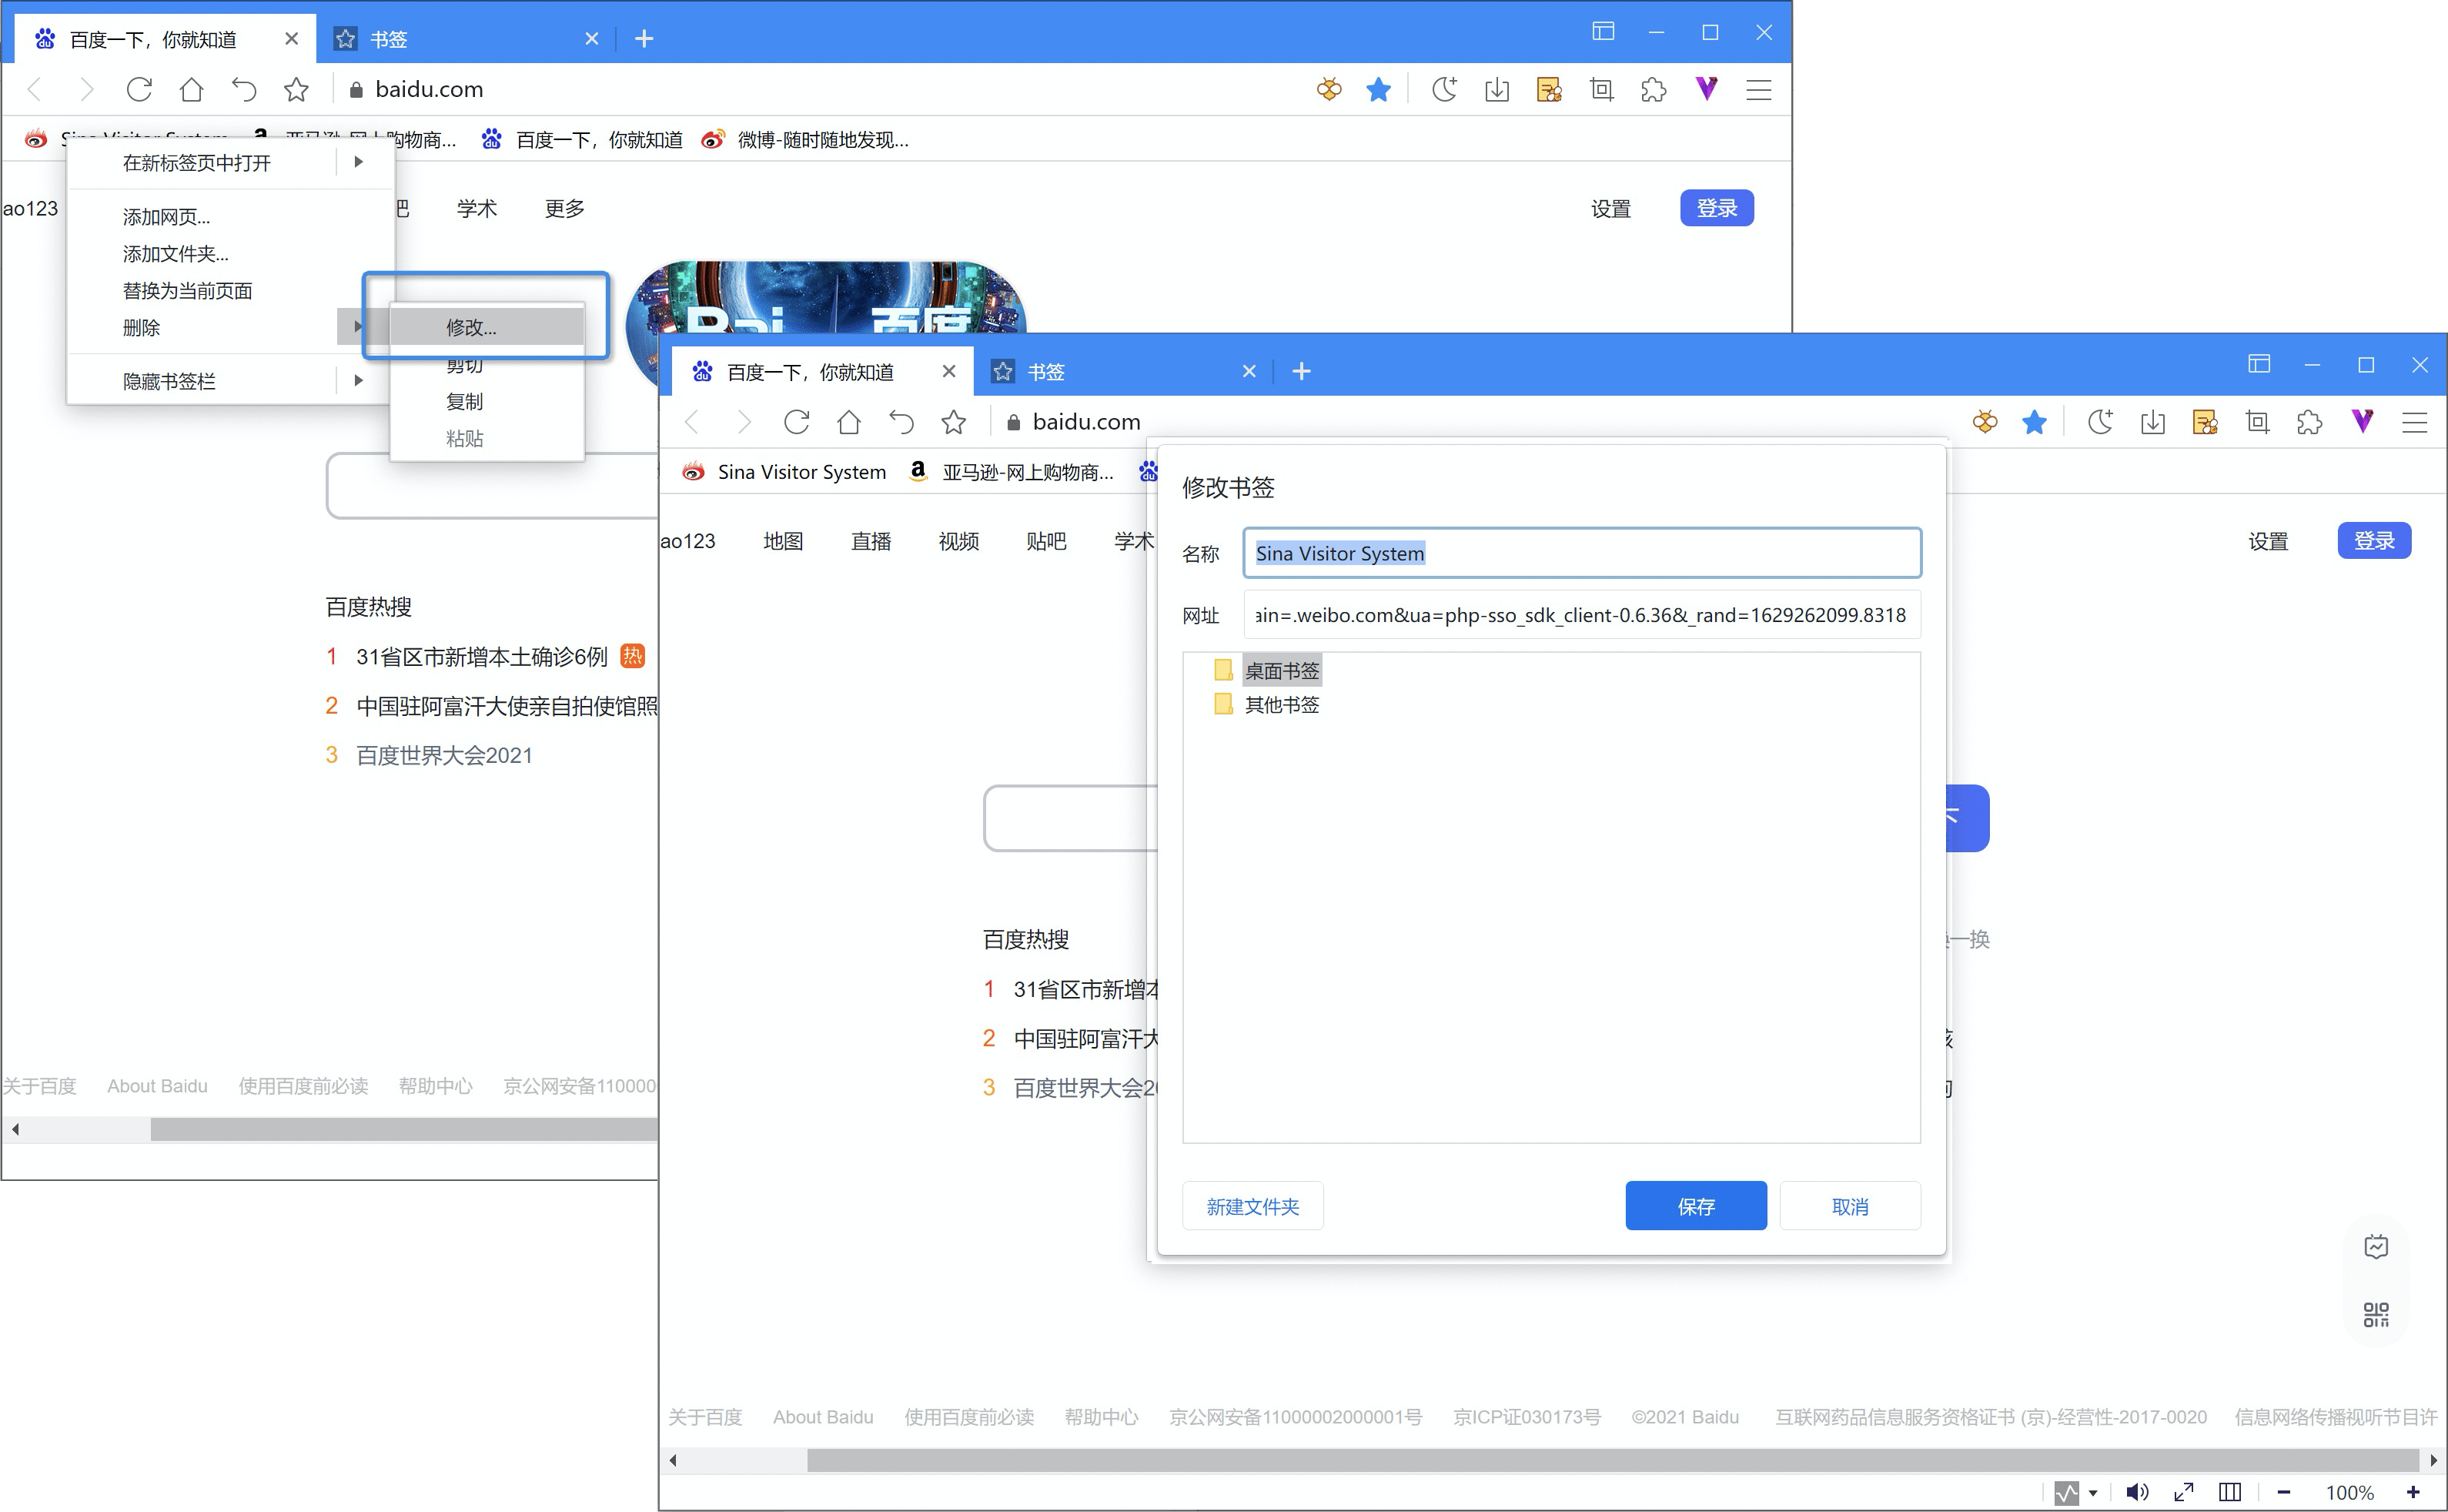 百度一下，你就知道
书签
baidu.com
亚马逊-网上购物商...
百度一下，你就知道
微博-随时随地发现...
在新标签页中打开
ao123
添加网页...
学术
更多
设置
登录
添加文件夹...
替换为当前页面
删除
修改...
剪切
隐藏书签栏
复制
粘贴
百度热搜
1 31省区市新增本土确诊6例 热
2 中国驻阿富汗大使亲自拍使馆照
3 百度世界大会2021
关于百度 About Baidu 使用百度前必读 帮助中心 京公网安备110000
百度一下，你就知道
书签
baidu.com
Sina Visitor System
亚马逊-网上购物商...
ao123 地图 直播 视频 贴吧 学术
设置
登录
修改书签
名称 Sina Visitor System
网址 ain=.weibo.com&ua=php-sso_sdk_client-0.6.36&_rand=1629262099.8318
桌面书签
其他书签
百度热搜
一换
1 31省区市新增本
2 中国驻阿富汗大
3 百度世界大会20
新建文件夹
保存
取消
关于百度 About Baidu 使用百度前必读 帮助中心 京公网安备11000002000001号 京ICP证030173号 ©2021 Baidu 互联网药品信息服务资格证书 (京)-经营性-2017-0020 信息网络传播视听节目许
100%